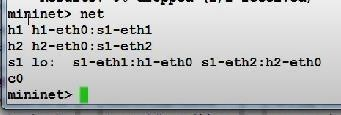 mininet> net
h1 h1-eth0:s1-eth1
h2 h2-eth0:s1-eth2
s1 lo:  s1-eth1:h1-eth0 s1-eth2:h2-eth0
c0
mininet>